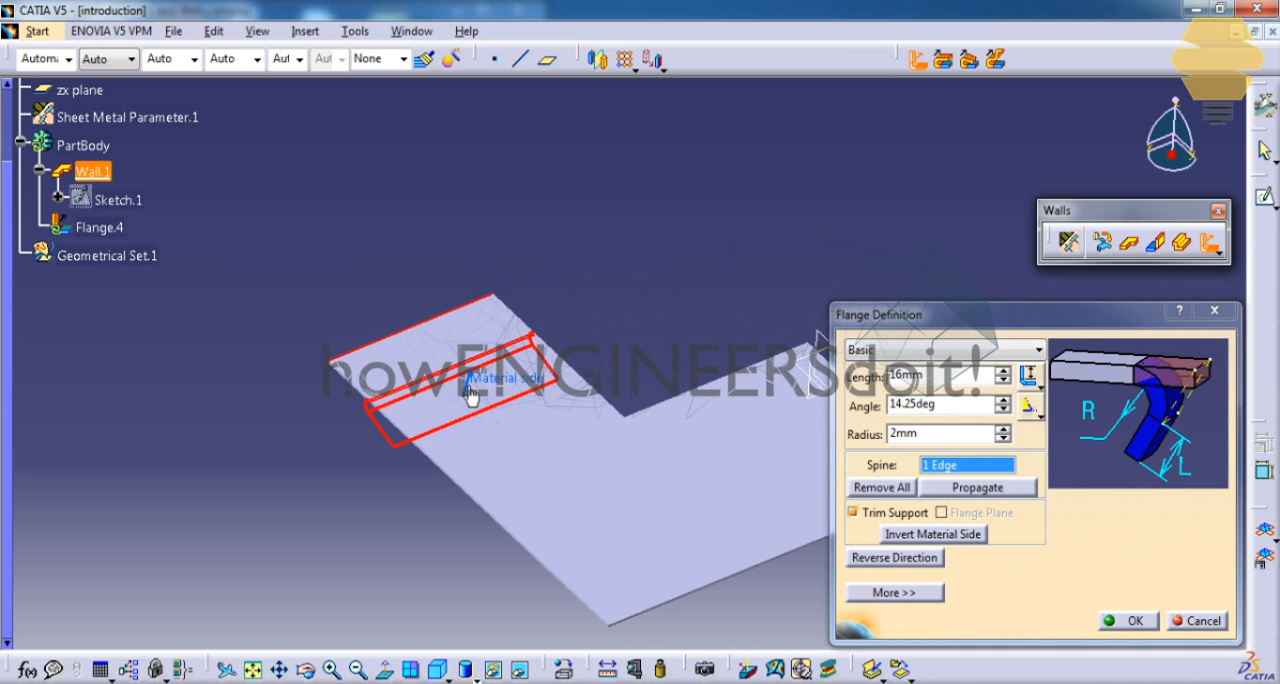 CATIA V5 - [introduction]
Start ENOVIA V5 VPM File Edit View Insert Tools Window Help
Autom: Auto Auto Auto Aut Aut None
zx plane
Sheet Metal Parameter.1
PartBody
Wall.1
Sketch.1
Flange.4
Geometrical Set.1
Walls
howENGINEERSdoit!
Material side
Flange Definition
Basic
Length: 16mm
Angle: 14.25deg
Radius: 2mm
Spine: 1 Edge
Remove All Propagate
Trim Support Flange Plane
Invert Material Side
Reverse Direction
More >>
OK Cancel
R
L
f(x)
CATIA